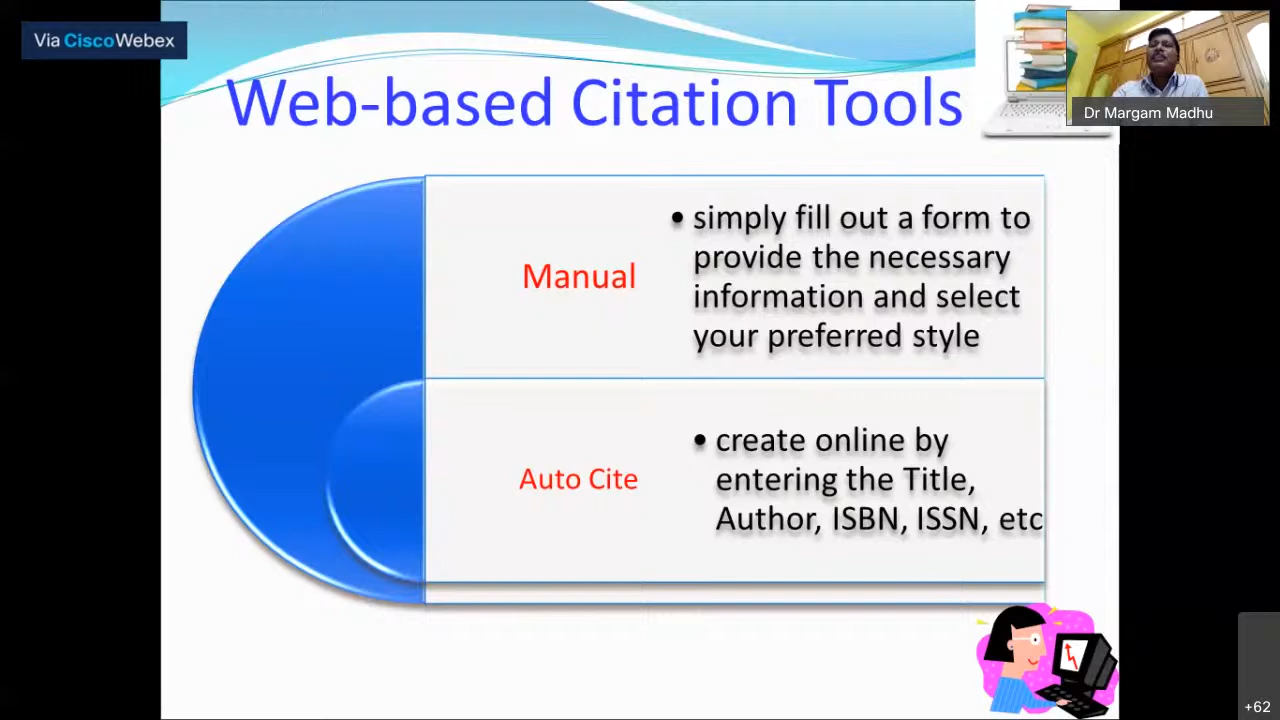 Via CiscoWebex
Web-based Citation Tools
Dr Margam Madhu
Manual
• simply fill out a form to
provide the necessary
information and select
your preferred style
Auto Cite
• create online by
entering the Title,
Author, ISBN, ISSN, etc
+62